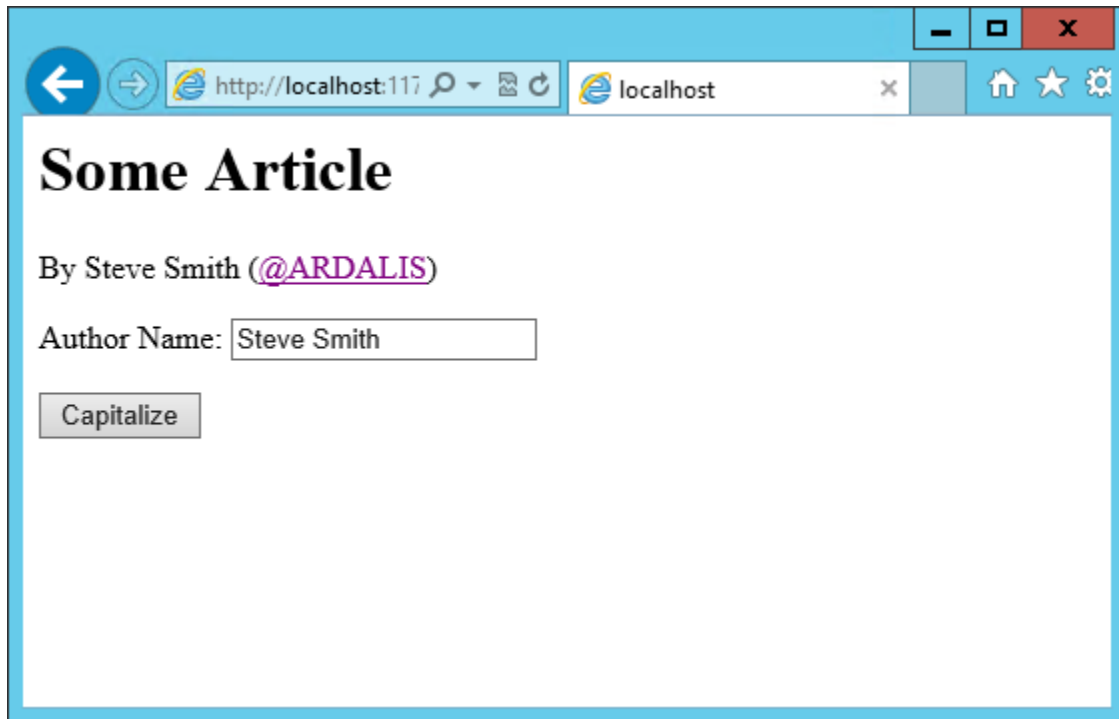 http://localhost:117
localhost
Some Article
By Steve Smith (@ARDALIS)
Author Name: Steve Smith
Capitalize